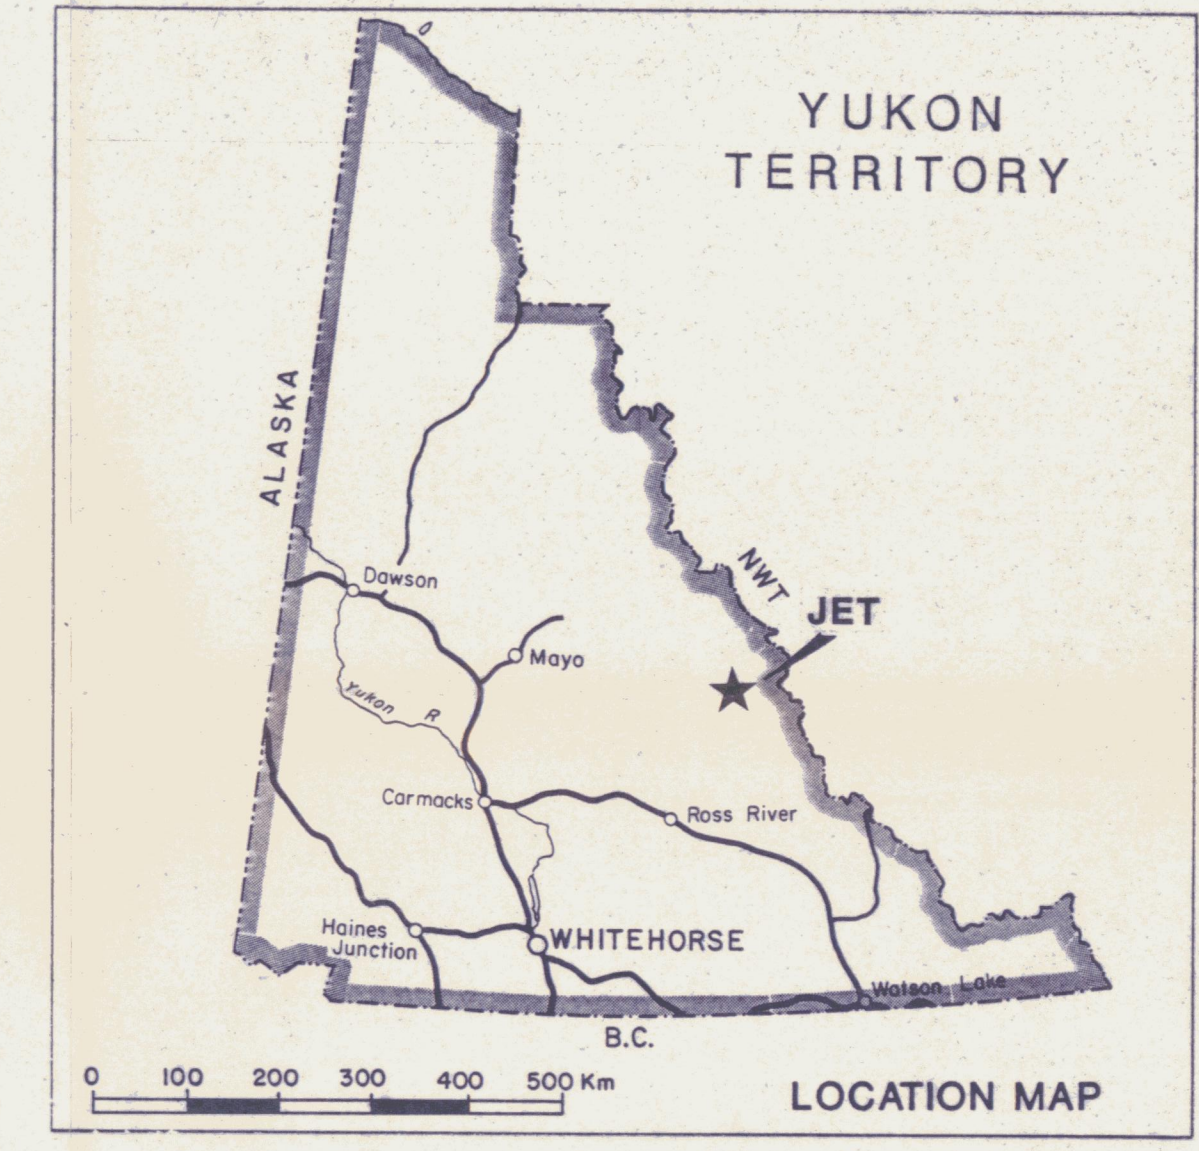 YUKON
TERRITORY
ALASKA
NWT
JET
Dawson
Mayo
Yukon R
Carmacks
Ross River
Haines
Junction
WHITEHORSE
Watson Lake
B.C.
0 100 200 300 400 500 Km
LOCATION MAP